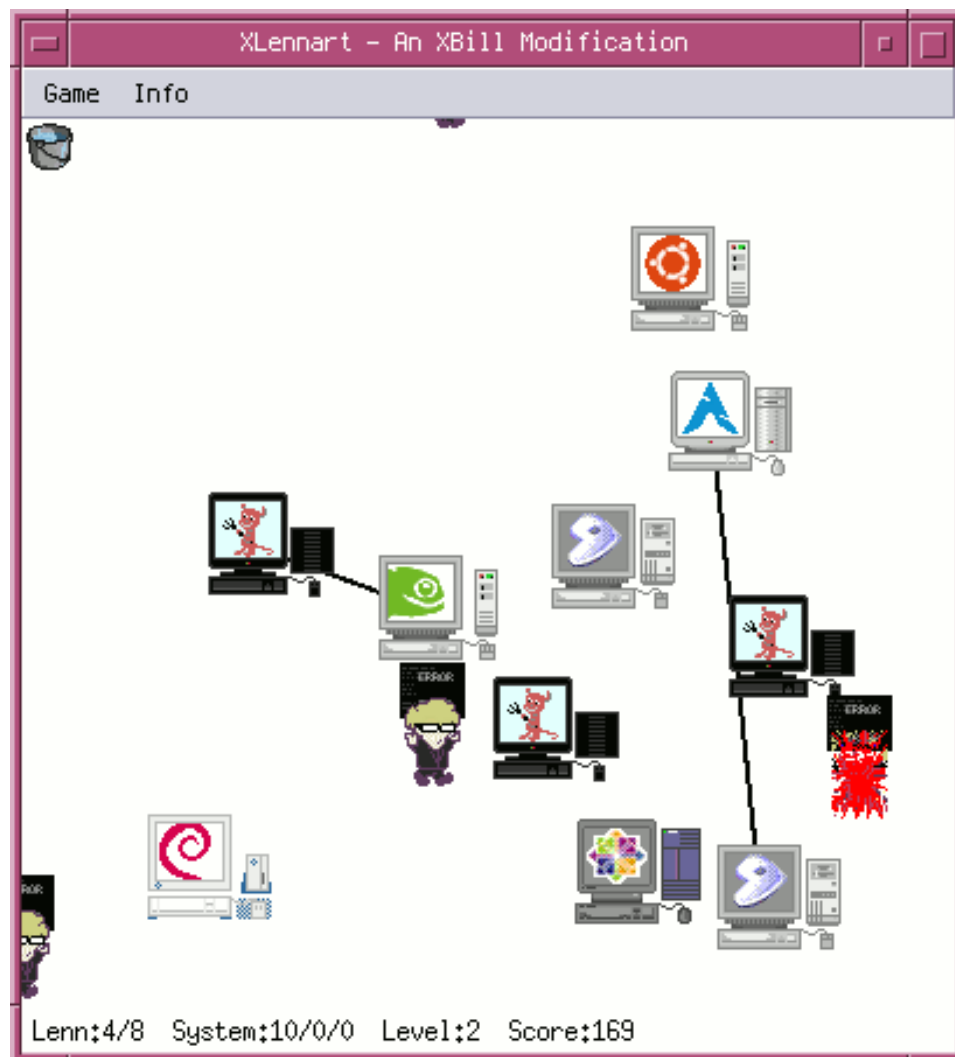 XLennart - An XBill Modification
Game Info
ERROR
ERROR
ROR
Lenn:4/8 System:10/0/0 Level:2 Score:169